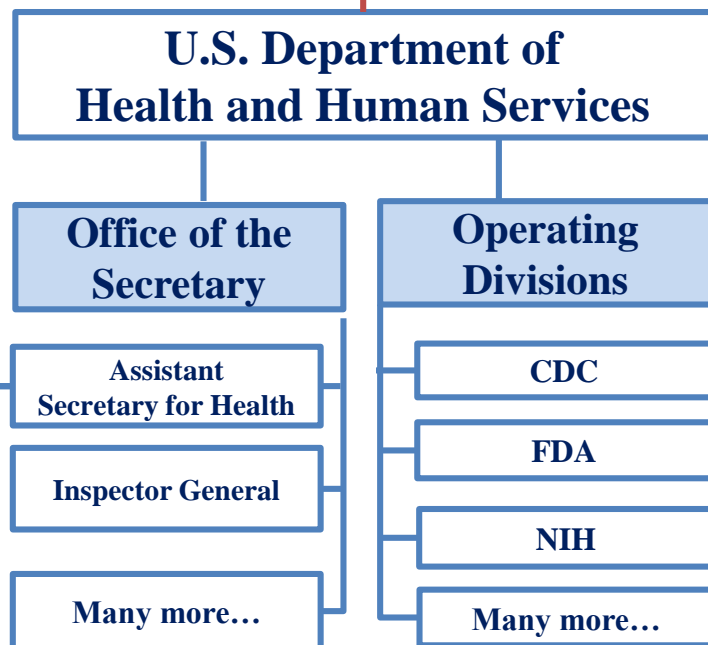 U.S. Department of
Health and Human Services
Office of the
Secretary
Operating
Divisions
Assistant
Secretary for Health
Inspector General
Many more…
CDC
FDA
NIH
Many more…